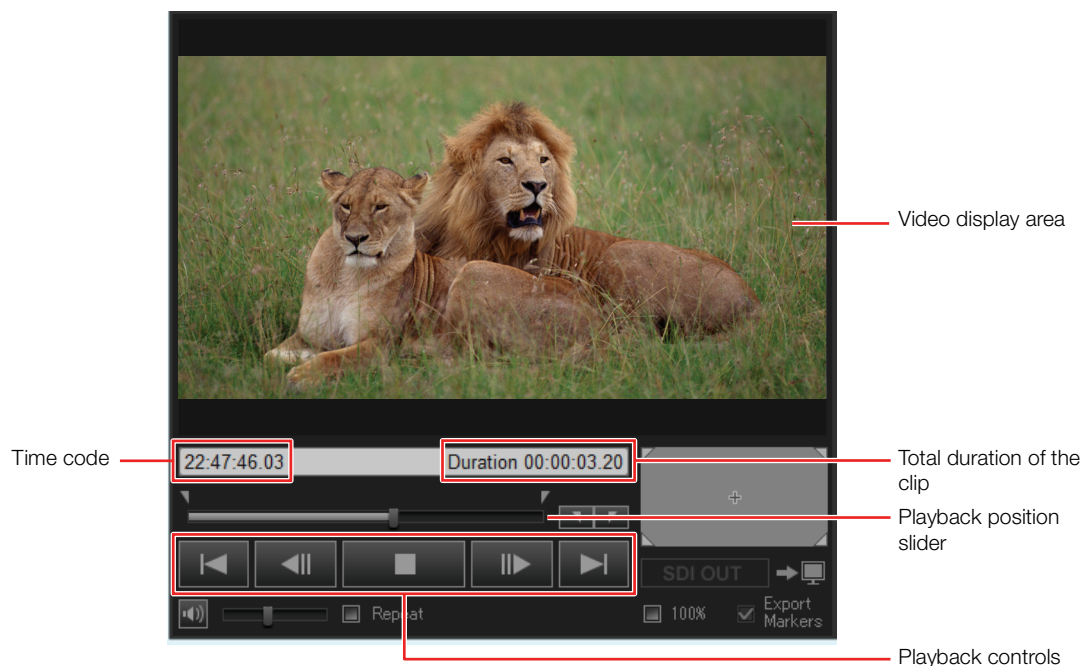 Video display area
Time code
22:47:46.03
Duration 00:00:03.20
Total duration of the
clip
Playback position
slider
SDI OUT
Repeat
100%
Export
Markers
Playback controls